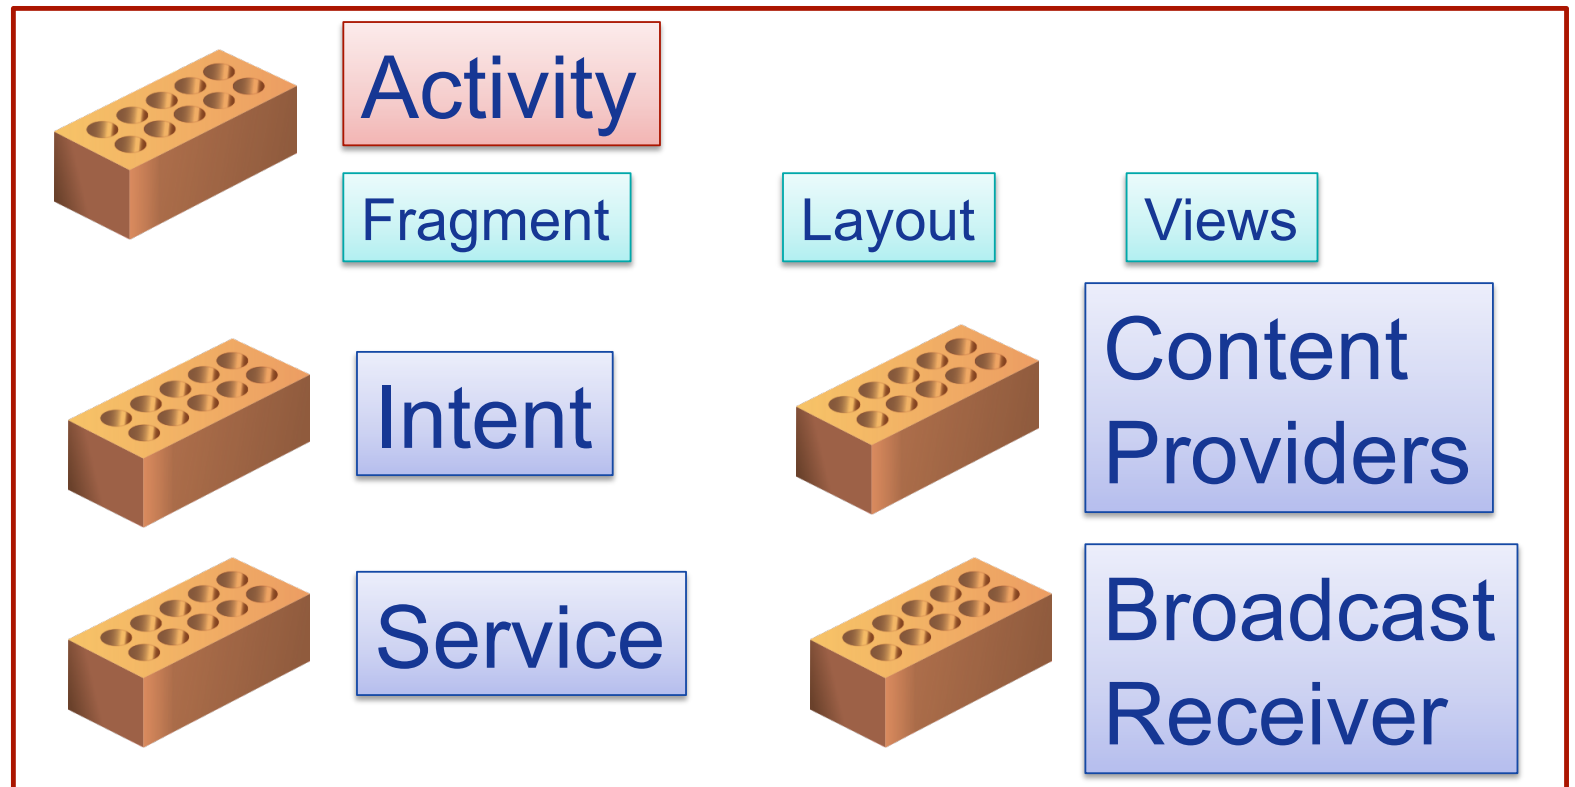 Activity
Fragment
Layout
Views
Intent
Content
Providers
Service
Broadcast
Receiver